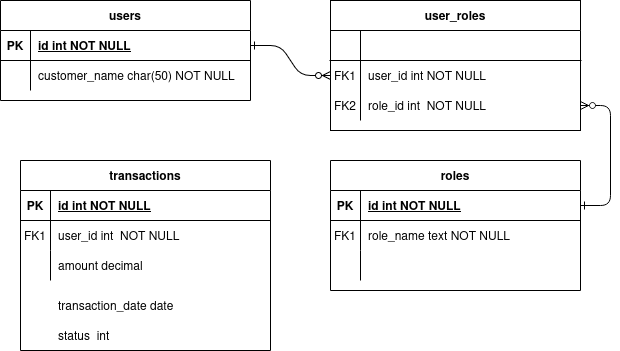 users
PK id int NOT NULL
customer_name char(50) NOT NULL
user_roles
FK1 user_id int NOT NULL
FK2 role_id int  NOT NULL
transactions
PK id int NOT NULL
FK1 user_id int  NOT NULL
amount decimal
transaction_date date
status  int
roles
PK id int NOT NULL
FK1 role_name text NOT NULL